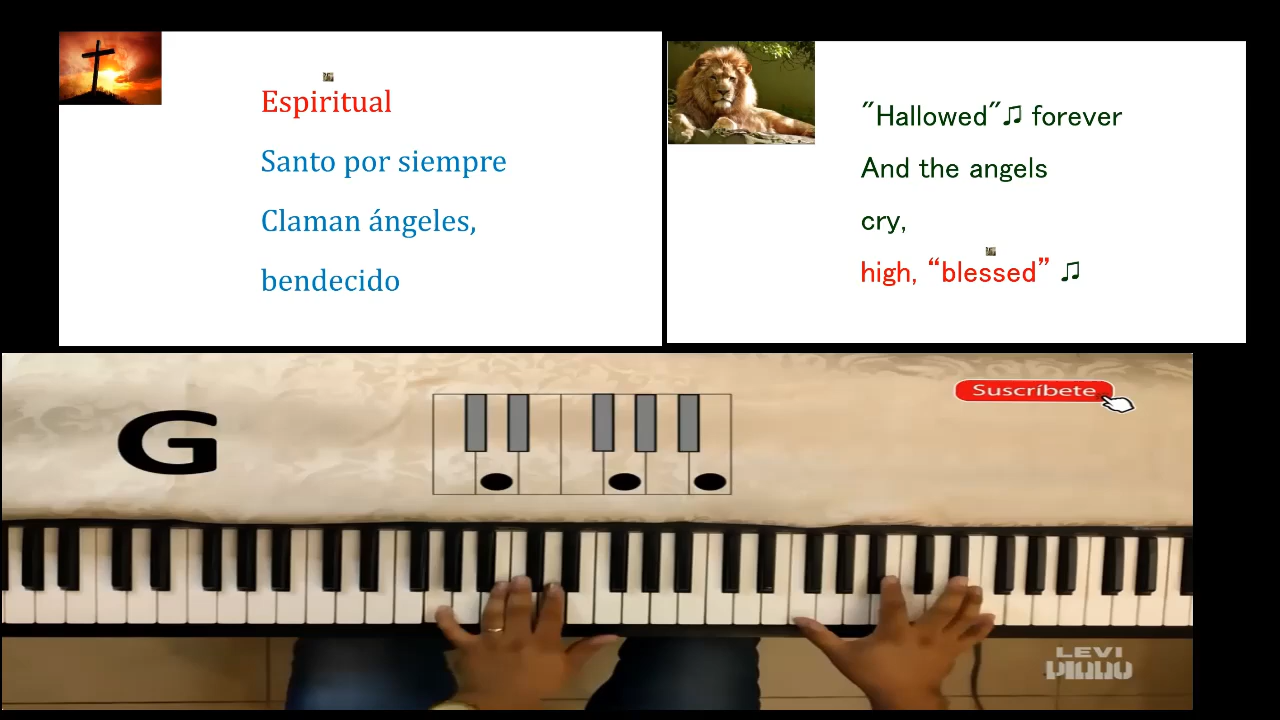 Espiritual
Santo por siempre
Claman ángeles,
bendecido
"Hallowed"♫ forever
And the angels
cry,
high, “blessed” ♫
G
Suscríbete
LEVI
PIANO